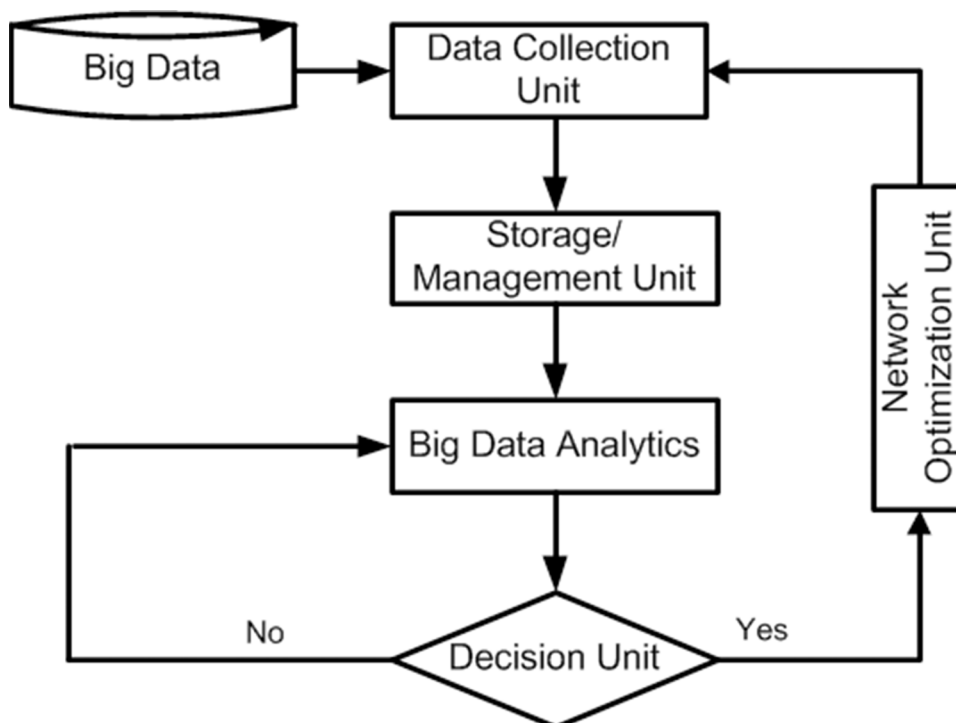 Big Data
Data Collection
Unit
Storage/
Management Unit
Network
Optimization Unit
Big Data Analytics
No
Yes
Decision Unit